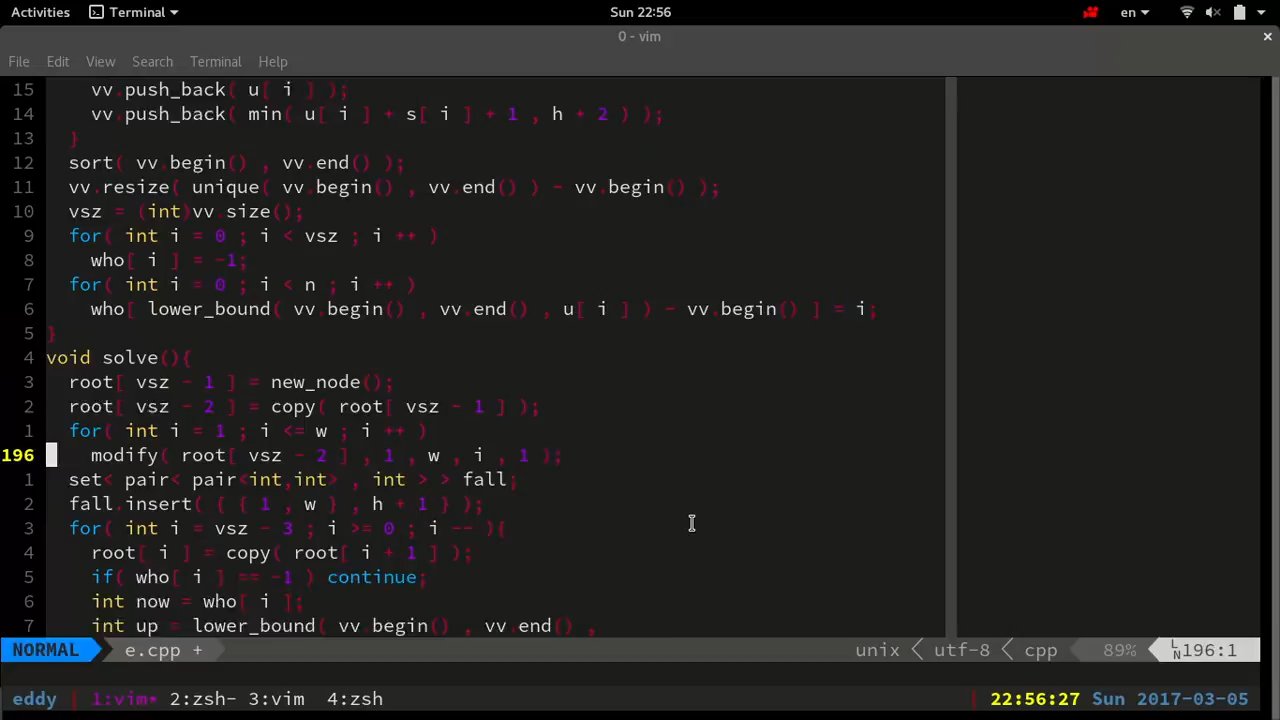 Activities Terminal Sun 22:56 en
0 - vim ×
File Edit View Search Terminal Help
15 vv.push_back( u[ i ] );
14 vv.push_back( min( u[ i ] + s[ i ] + 1 , h + 2 ) );
13 }
12 sort( vv.begin() , vv.end() );
11 vv.resize( unique( vv.begin() , vv.end() ) - vv.begin() );
10 vsz = (int)vv.size();
9 for( int i = 0 ; i < vsz ; i ++ )
8 who[ i ] = -1;
7 for( int i = 0 ; i < n ; i ++ )
6 who[ lower_bound( vv.begin() , vv.end() , u[ i ] ) - vv.begin() ] = i;
5 }
4 void solve(){
3 root[ vsz - 1 ] = new_node();
2 root[ vsz - 2 ] = copy( root[ vsz - 1 ] );
1 for( int i = 1 ; i <= w ; i ++ )
196 modify( root[ vsz - 2 ] , 1 , w , i , 1 );
1 set< pair< pair<int,int> , int > > fall;
2 fall.insert( { { 1 , w } , h + 1 } );
3 for( int i = vsz - 3 ; i >= 0 ; i -- ){
4 root[ i ] = copy( root[ i + 1 ] );
5 if( who[ i ] == -1 ) continue;
6 int now = who[ i ];
7 int up = lower_bound( vv.begin() , vv.end() ,
NORMAL e.cpp + unix utf-8 cpp 89% LN 196:1
eddy 1:vim* 2:zsh- 3:vim 4:zsh 22:56:27 Sun 2017-03-05